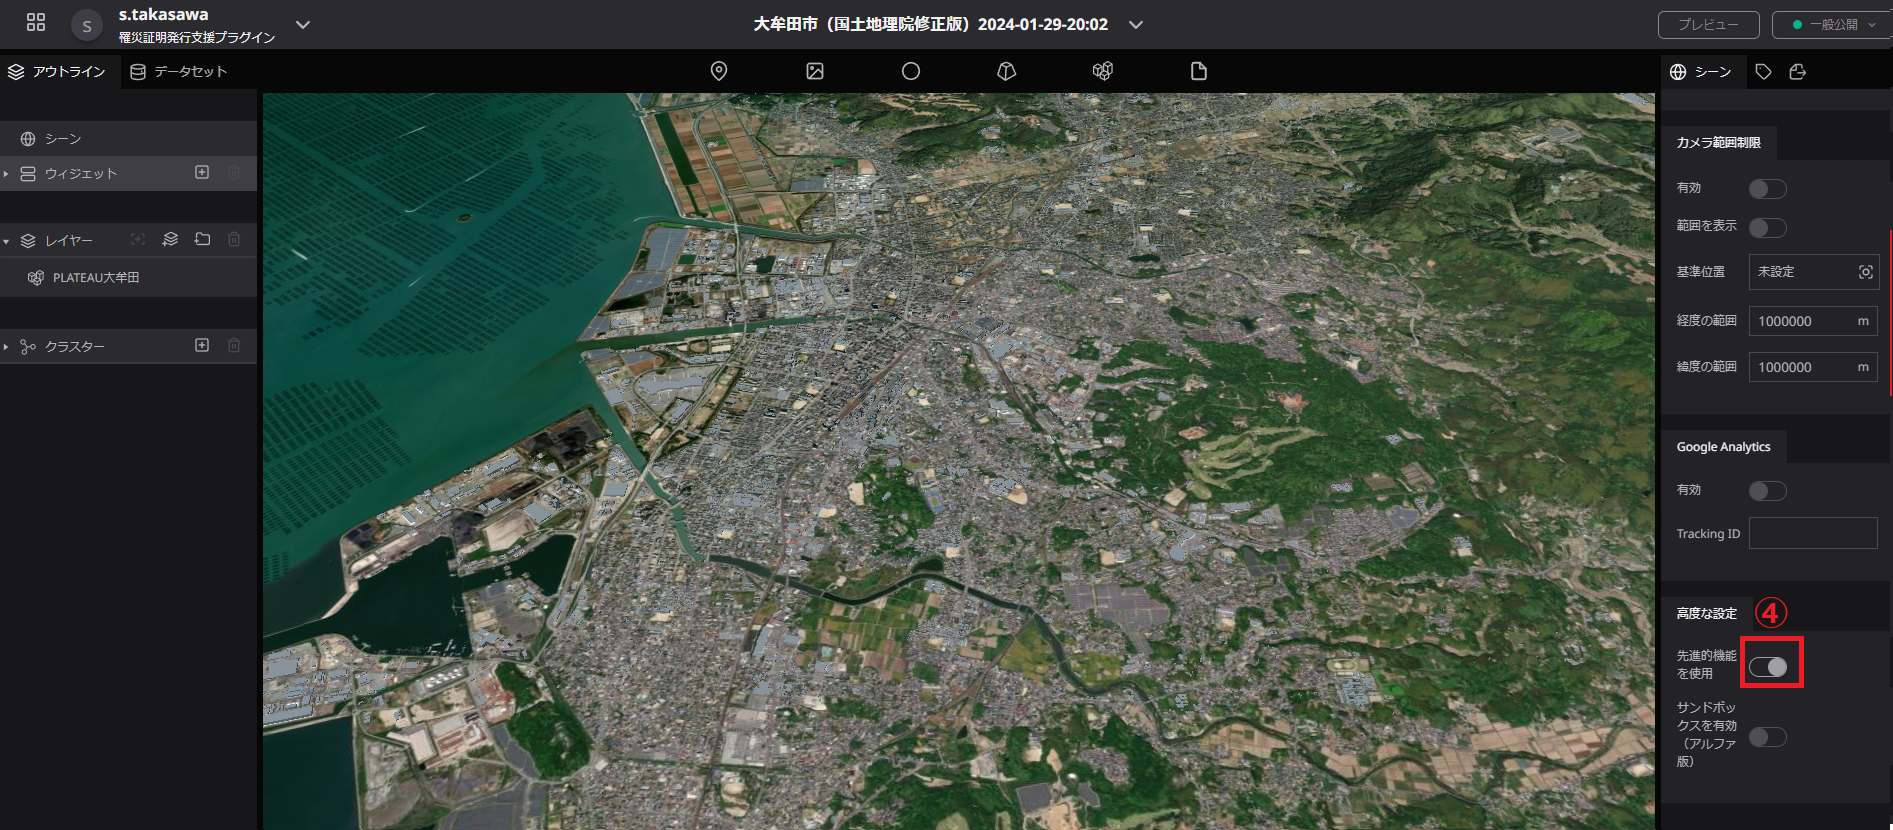 S
s.takasawa
罹災証明発行支援プラグイン
大牟田市（国土地理院修正版）2024-01-29-20:02
プレビュー
一般公開
アウトライン
データセット
シーン
ウィジェット
レイヤー
PLATEAU大牟田
クラスター
シーン
カメラ範囲制限
有効
範囲を表示
基準位置
未設定
経度の範囲
1000000 m
緯度の範囲
1000000 m
Google Analytics
有効
Tracking ID
高度な設定
④
先進的機能
を使用
サンドボッ
クスを有効
（アルファ
版）